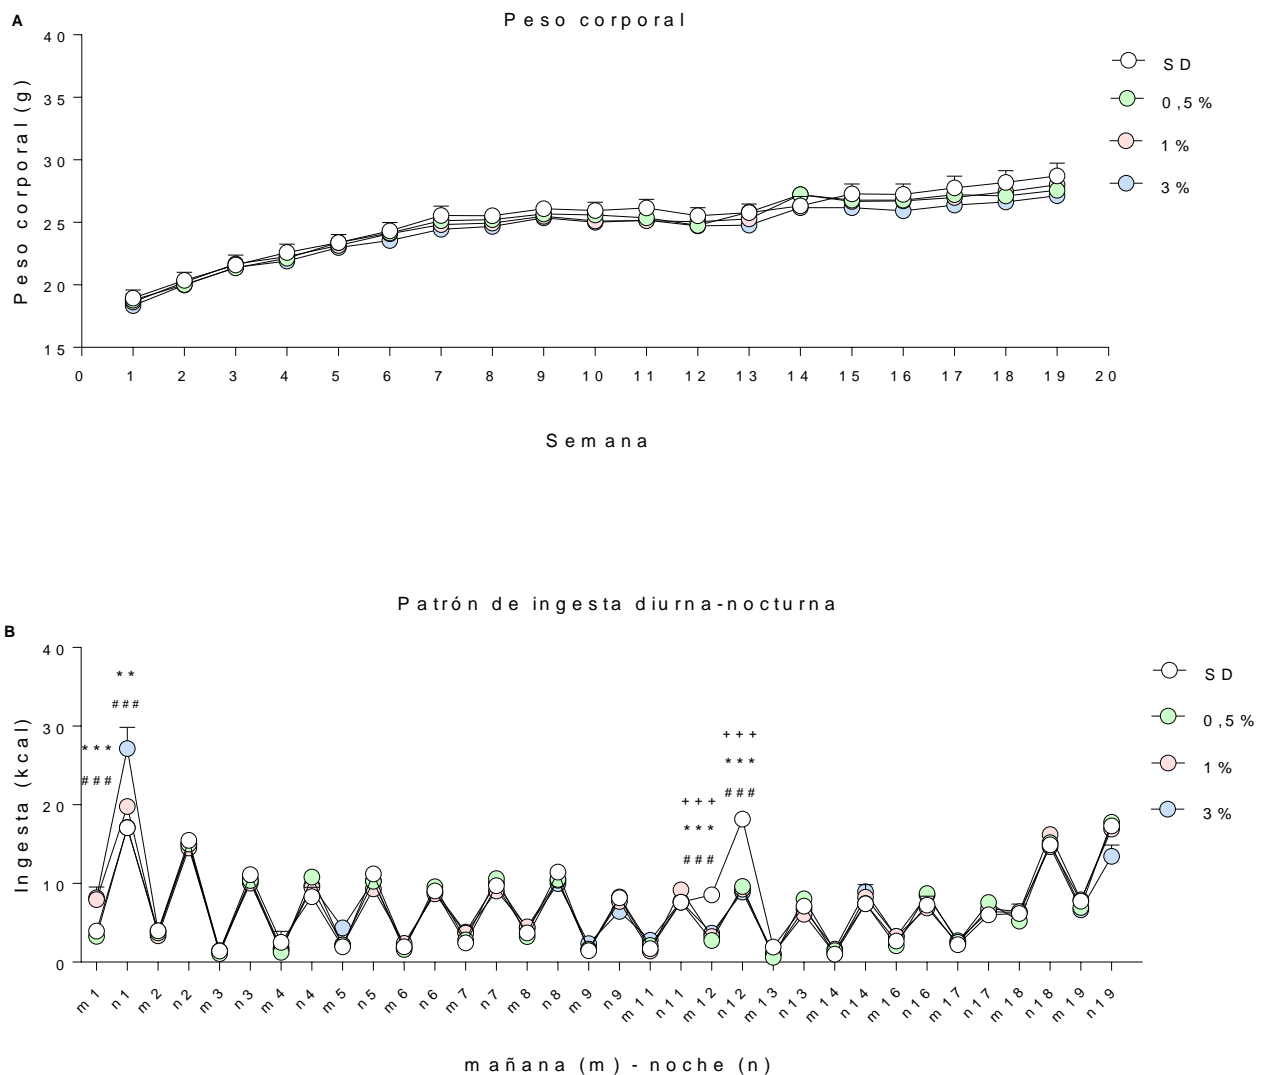 A
Peso corporal
Peso corporal (g)
40
35
30
25
20
15
0 1 2 3 4 5 6 7 8 9 10 11 12 13 14 15 16 17 18 19 20
Semana
SD
0,5%
1%
3%
Patrón de ingesta diurna-nocturna
B
Ingesta (kcal)
40
30
20
10
0
**
###
***
###
+++
***
###
+++
***
###
m1 n1 m2 n2 m3 n3 m4 n4 m5 n5 m6 n6 m7 n7 m8 n8 m9 n9 m11 n11 m12 n12 m13 n13 m14 n14 m16 n16 m17 n17 m18 n18 m19 n19
mañana (m) - noche (n)
SD
0,5%
1%
3%